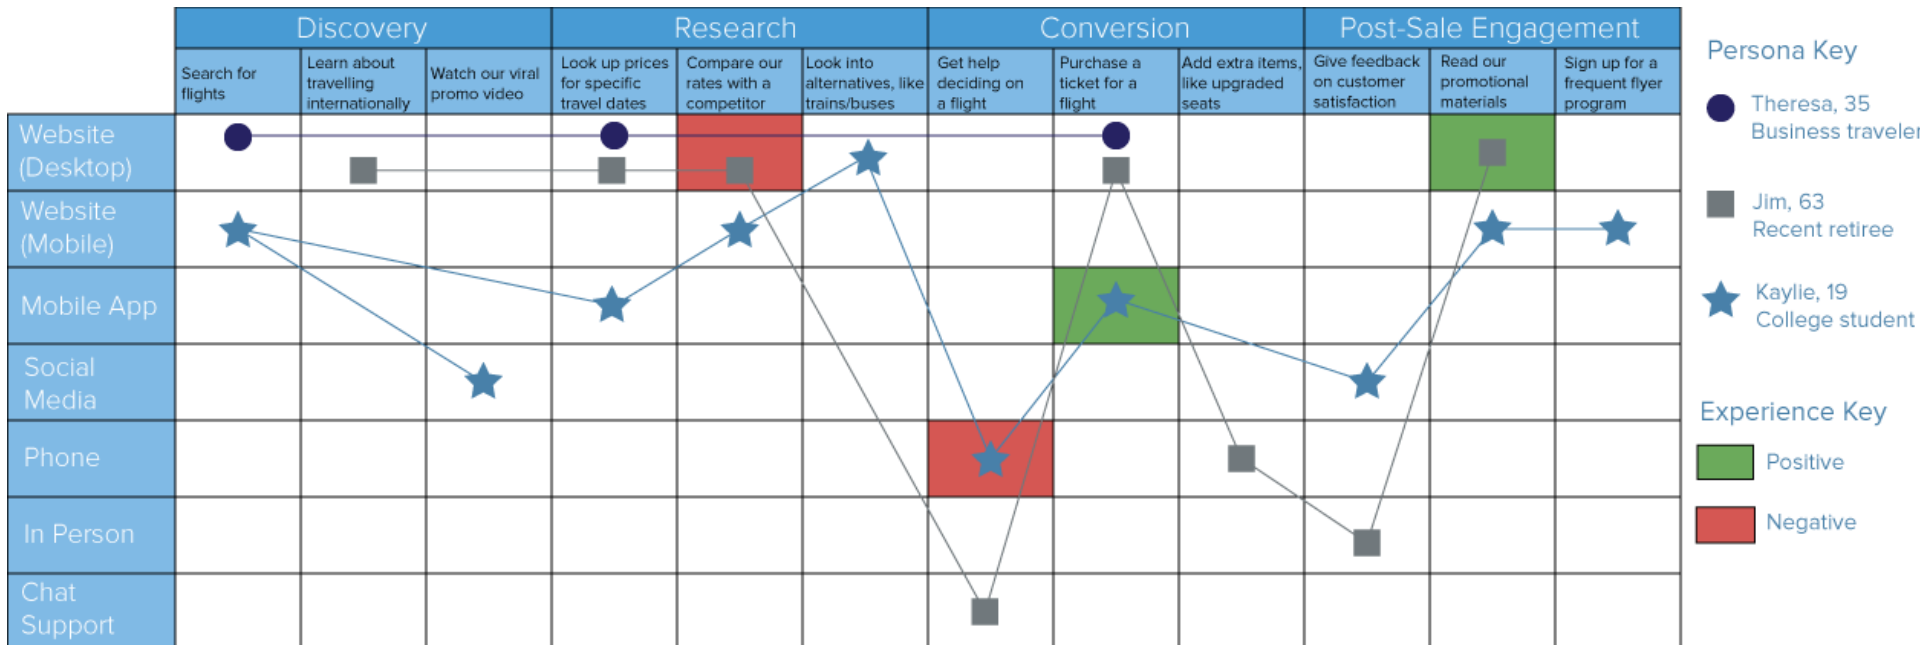 Discovery
Research
Conversion
Post-Sale Engagement
Search for
flights
Learn about
travelling
internationally
Watch our viral
promo video
Look up prices
for specific
travel dates
Compare our
rates with a
competitor
Look into
alternatives, like
trains/buses
Get help
deciding on
a flight
Purchase a
ticket for a
flight
Add extra items,
like upgraded
seats
Give feedback
on customer
satisfaction
Read our
promotional
materials
Sign up for a
frequent flyer
program
Website
(Desktop)
Website
(Mobile)
Mobile App
Social
Media
Phone
In Person
Chat
Support
Persona Key
Theresa, 35
Business traveler
Jim, 63
Recent retiree
Kaylie, 19
College student
Experience Key
Positive
Negative